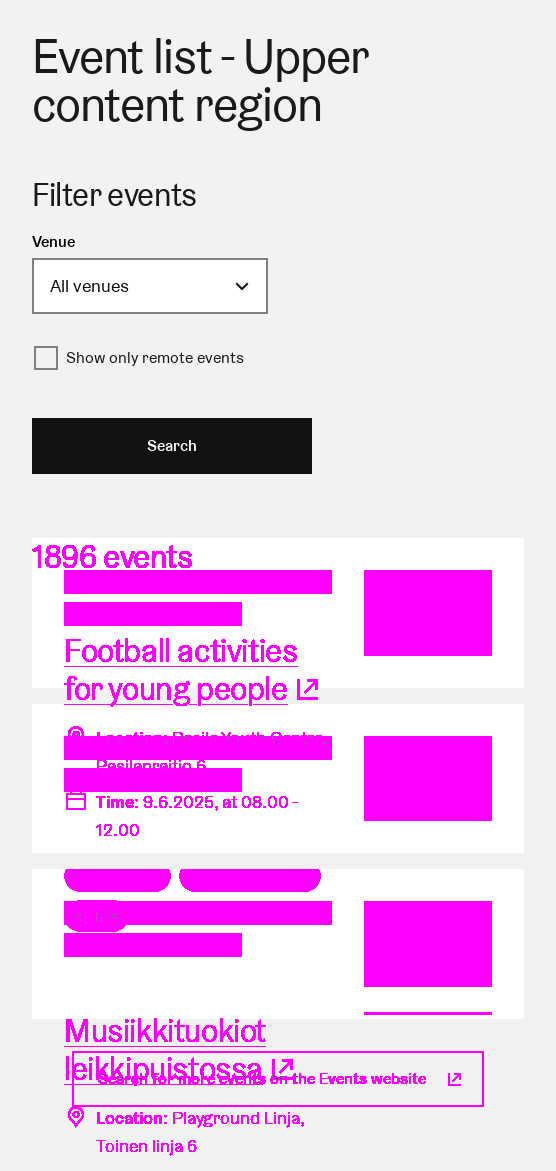 Event list - Upper
content region
Filter events
Venue
All venues
Show only remote events
Search
1896 events
Football activities
for young people
Location: Pasila Youth Centre,
Pasilanraitio 6
Time: 9.6.2025, at 08.00 -
12.00
Musiikkituokiot
leikkipuistossa
Search for more events on the Events website
Location: Playground Linja,
Toinen linja 6